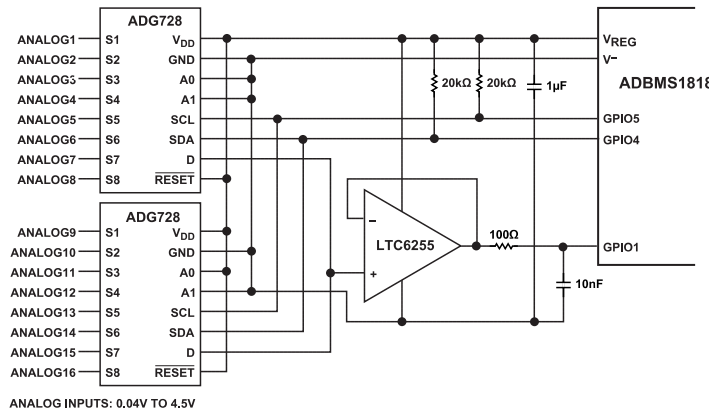 ADG728
ANALOG1 S1 VDD
ANALOG2 S2 GND
ANALOG3 S3 A0
ANALOG4 S4 A1
ANALOG5 S5 SCL
ANALOG6 S6 SDA
ANALOG7 S7 D
ANALOG8 S8 RESET
ADG728
ANALOG9 S1 VDD
ANALOG10 S2 GND
ANALOG11 S3 A0
ANALOG12 S4 A1
ANALOG13 S5 SCL
ANALOG14 S6 SDA
ANALOG15 S7 D
ANALOG16 S8 RESET
20kΩ 20kΩ 1µF
LTC6255
− +
100Ω
10nF
VREG
V−
ADBMS1818
GPIO5
GPIO4
GPIO1
ANALOG INPUTS: 0.04V TO 4.5V